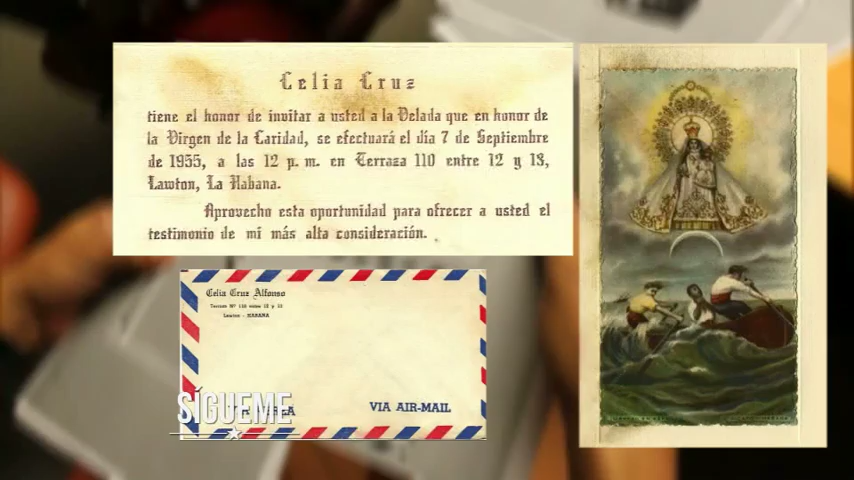 Celia Cruz
tiene el honor de invitar a usted a la Velada que en honor de
la Virgen de la Caridad, se efectuará el día 7 de Septiembre
de 1955, a las 12 p. m. en Terraza 110 entre 12 y 13,
Lawton, La Habana.
Aprovecho esta oportunidad para ofrecer a usted el
testimonio de mi más alta consideración.
Celia Cruz Alfonso
Lawton - HABANA
SÍGUEME
VIA AIR-MAIL